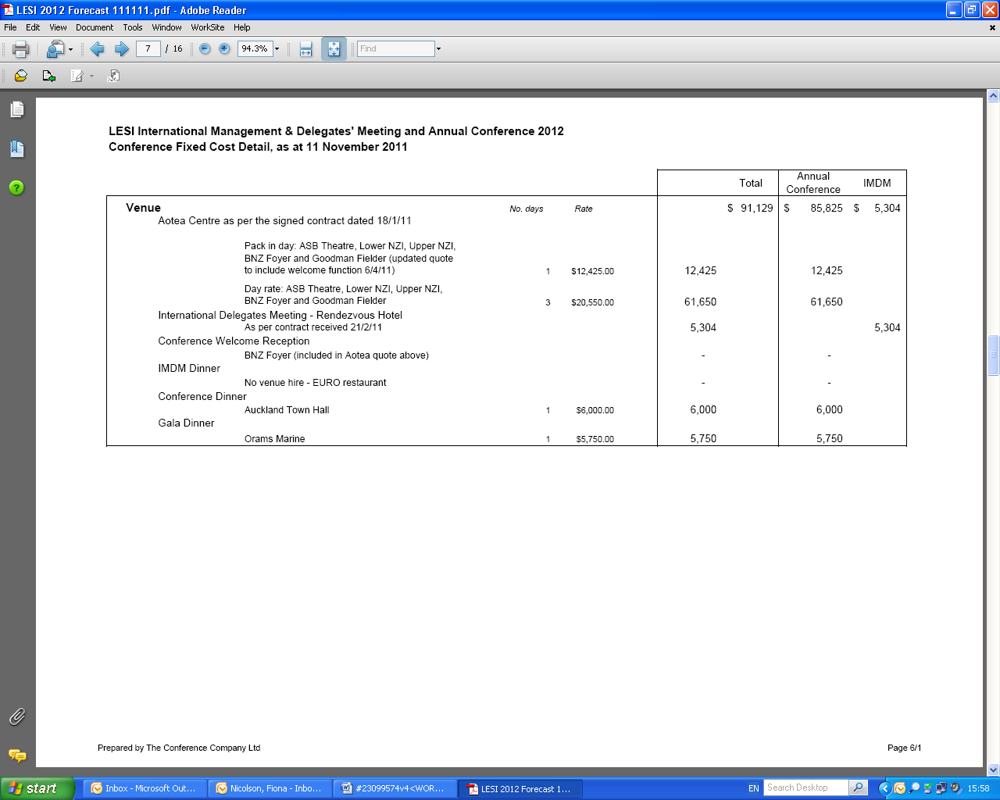 LESI 2012 Forecast 111111.pdf - Adobe Reader
File Edit View Document Tools Window WorkSite Help
7 / 16 94.3% Find
LESI International Management & Delegates' Meeting and Annual Conference 2012
Conference Fixed Cost Detail, as at 11 November 2011
Total Annual Conference IMDM
Venue No. days Rate $ 91,129 $ 85,825 $ 5,304
Aotea Centre as per the signed contract dated 18/1/11
Pack in day: ASB Theatre, Lower NZI, Upper NZI,
BNZ Foyer and Goodman Fielder (updated quote
to include welcome function 6/4/11) 1 $12,425.00 12,425 12,425
Day rate: ASB Theatre, Lower NZI, Upper NZI,
BNZ Foyer and Goodman Fielder 3 $20,550.00 61,650 61,650
International Delegates Meeting - Rendezvous Hotel
As per contract received 21/2/11 5,304 5,304
Conference Welcome Reception
BNZ Foyer (included in Aotea quote above) - -
IMDM Dinner
No venue hire - EURO restaurant - -
Conference Dinner
Auckland Town Hall 1 $6,000.00 6,000 6,000
Gala Dinner
Orams Marine 1 $5,750.00 5,750 5,750
Prepared by The Conference Company Ltd Page 6/1
start Inbox - Microsoft Out... Nicolson, Fiona - Inbo... #23099574v4<WOR... LESI 2012 Forecast 1... EN Search Desktop 15:58